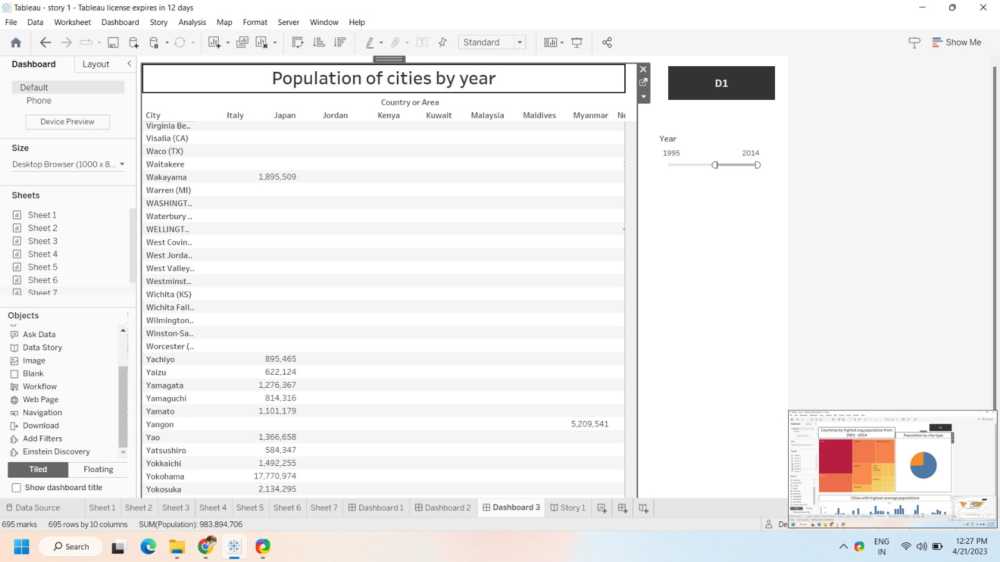 Tableau - story 1 - Tableau license expires in 12 days
File Data Worksheet Dashboard Story Analysis Map Format Server Window Help
Standard
Show Me
Dashboard Layout
Default
Phone
Device Preview
Size
Desktop Browser (1000 x 8...
Sheets
Sheet 1
Sheet 2
Sheet 3
Sheet 4
Sheet 5
Sheet 6
Sheet 7
Objects
Ask Data
Data Story
Image
Blank
Workflow
Web Page
Navigation
Download
Add Filters
Einstein Discovery
Tiled Floating
Show dashboard title
Population of cities by year
Country or Area
City Italy Japan Jordan Kenya Kuwait Malaysia Maldives Myanmar Ne
Virginia Be..
Visalia (CA)
Waco (TX)
Waitakere
Wakayama 1,895,509
Warren (MI)
WASHINGT..
Waterbury ..
WELLINGT..
West Covin..
West Jorda..
West Valley..
Westminst..
Wichita (KS)
Wichita Fall..
Wilmington..
Winston-Sa..
Worcester (..
Yachiyo 895,465
Yaizu 622,124
Yamagata 1,276,367
Yamaguchi 814,316
Yamato 1,101,179
Yangon 5,209,541
Yao 1,366,658
Yatsushiro 584,347
Yokkaichi 1,492,255
Yokohama 17,770,974
Yokosuka 2,134,295
D1
Year
1995 2014
Countries by highest avg population from
2001 - 2014
Population by city type
Cities with highest average populations
Data Source Sheet 1 Sheet 2 Sheet 3 Sheet 4 Sheet 5 Sheet 6 Sheet 7 Dashboard 1 Dashboard 2 Dashboard 3 Story 1
695 marks 695 rows by 10 columns SUM(Population): 983,894,706
De
Search
ENG
IN
12:27 PM
4/21/2023